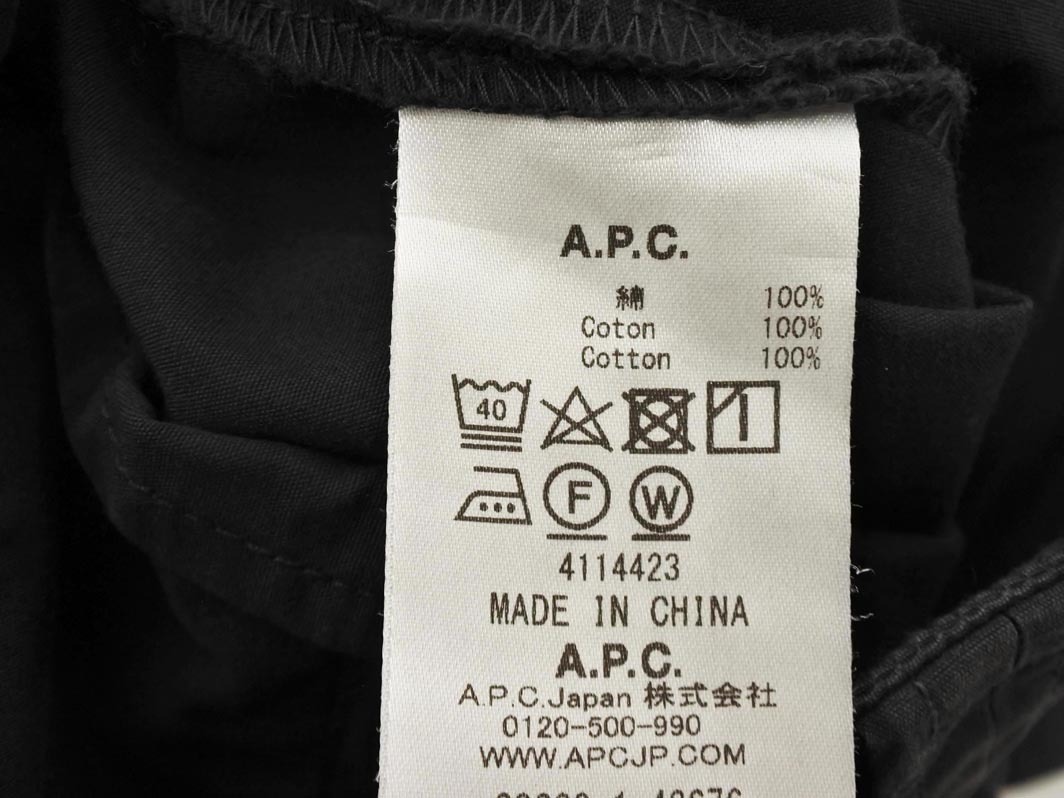 A.P.C.
綿 100%
Coton 100%
Cotton 100%
40
F W
4114423
MADE IN CHINA
A.P.C.
A.P.C.Japan 株式会社
0120-500-990
WWW.APCJP.COM